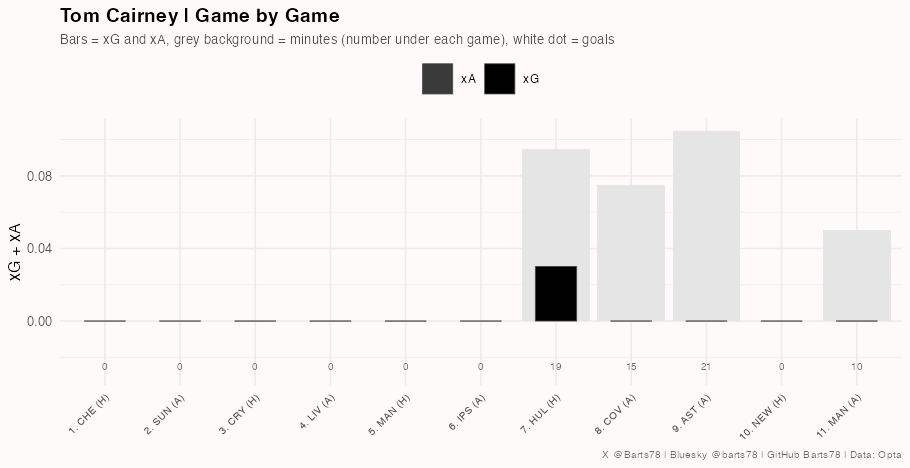 Tom Cairney | Game by Game
Bars = xG and xA, grey background = minutes (number under each game), white dot = goals
xA xG
xG + xA
0.08
0.04
0.00
0 0 0 0 0 0 19 15 21 0 10
1. CHE (H)
2. SUN (A)
3. CRY (H)
4. LIV (A)
5. MAN (H)
6. IPS (A)
7. HUL (H)
8. COV (A)
9. AST (A)
10. NEW (H)
11. MAN (A)
X @Barts78 | Bluesky @barts78 | GitHub Barts78 | Data: Opta